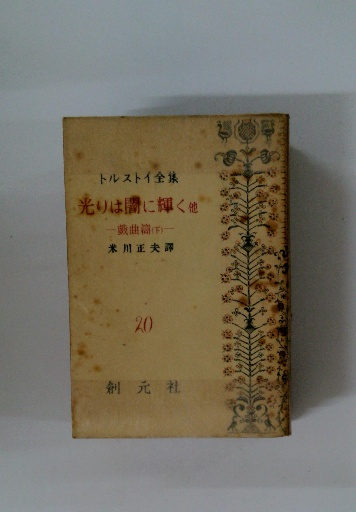 トルストイ全集
光りは闇に輝く他
—戯曲篇(下)—
米川正夫譯
20
創元社